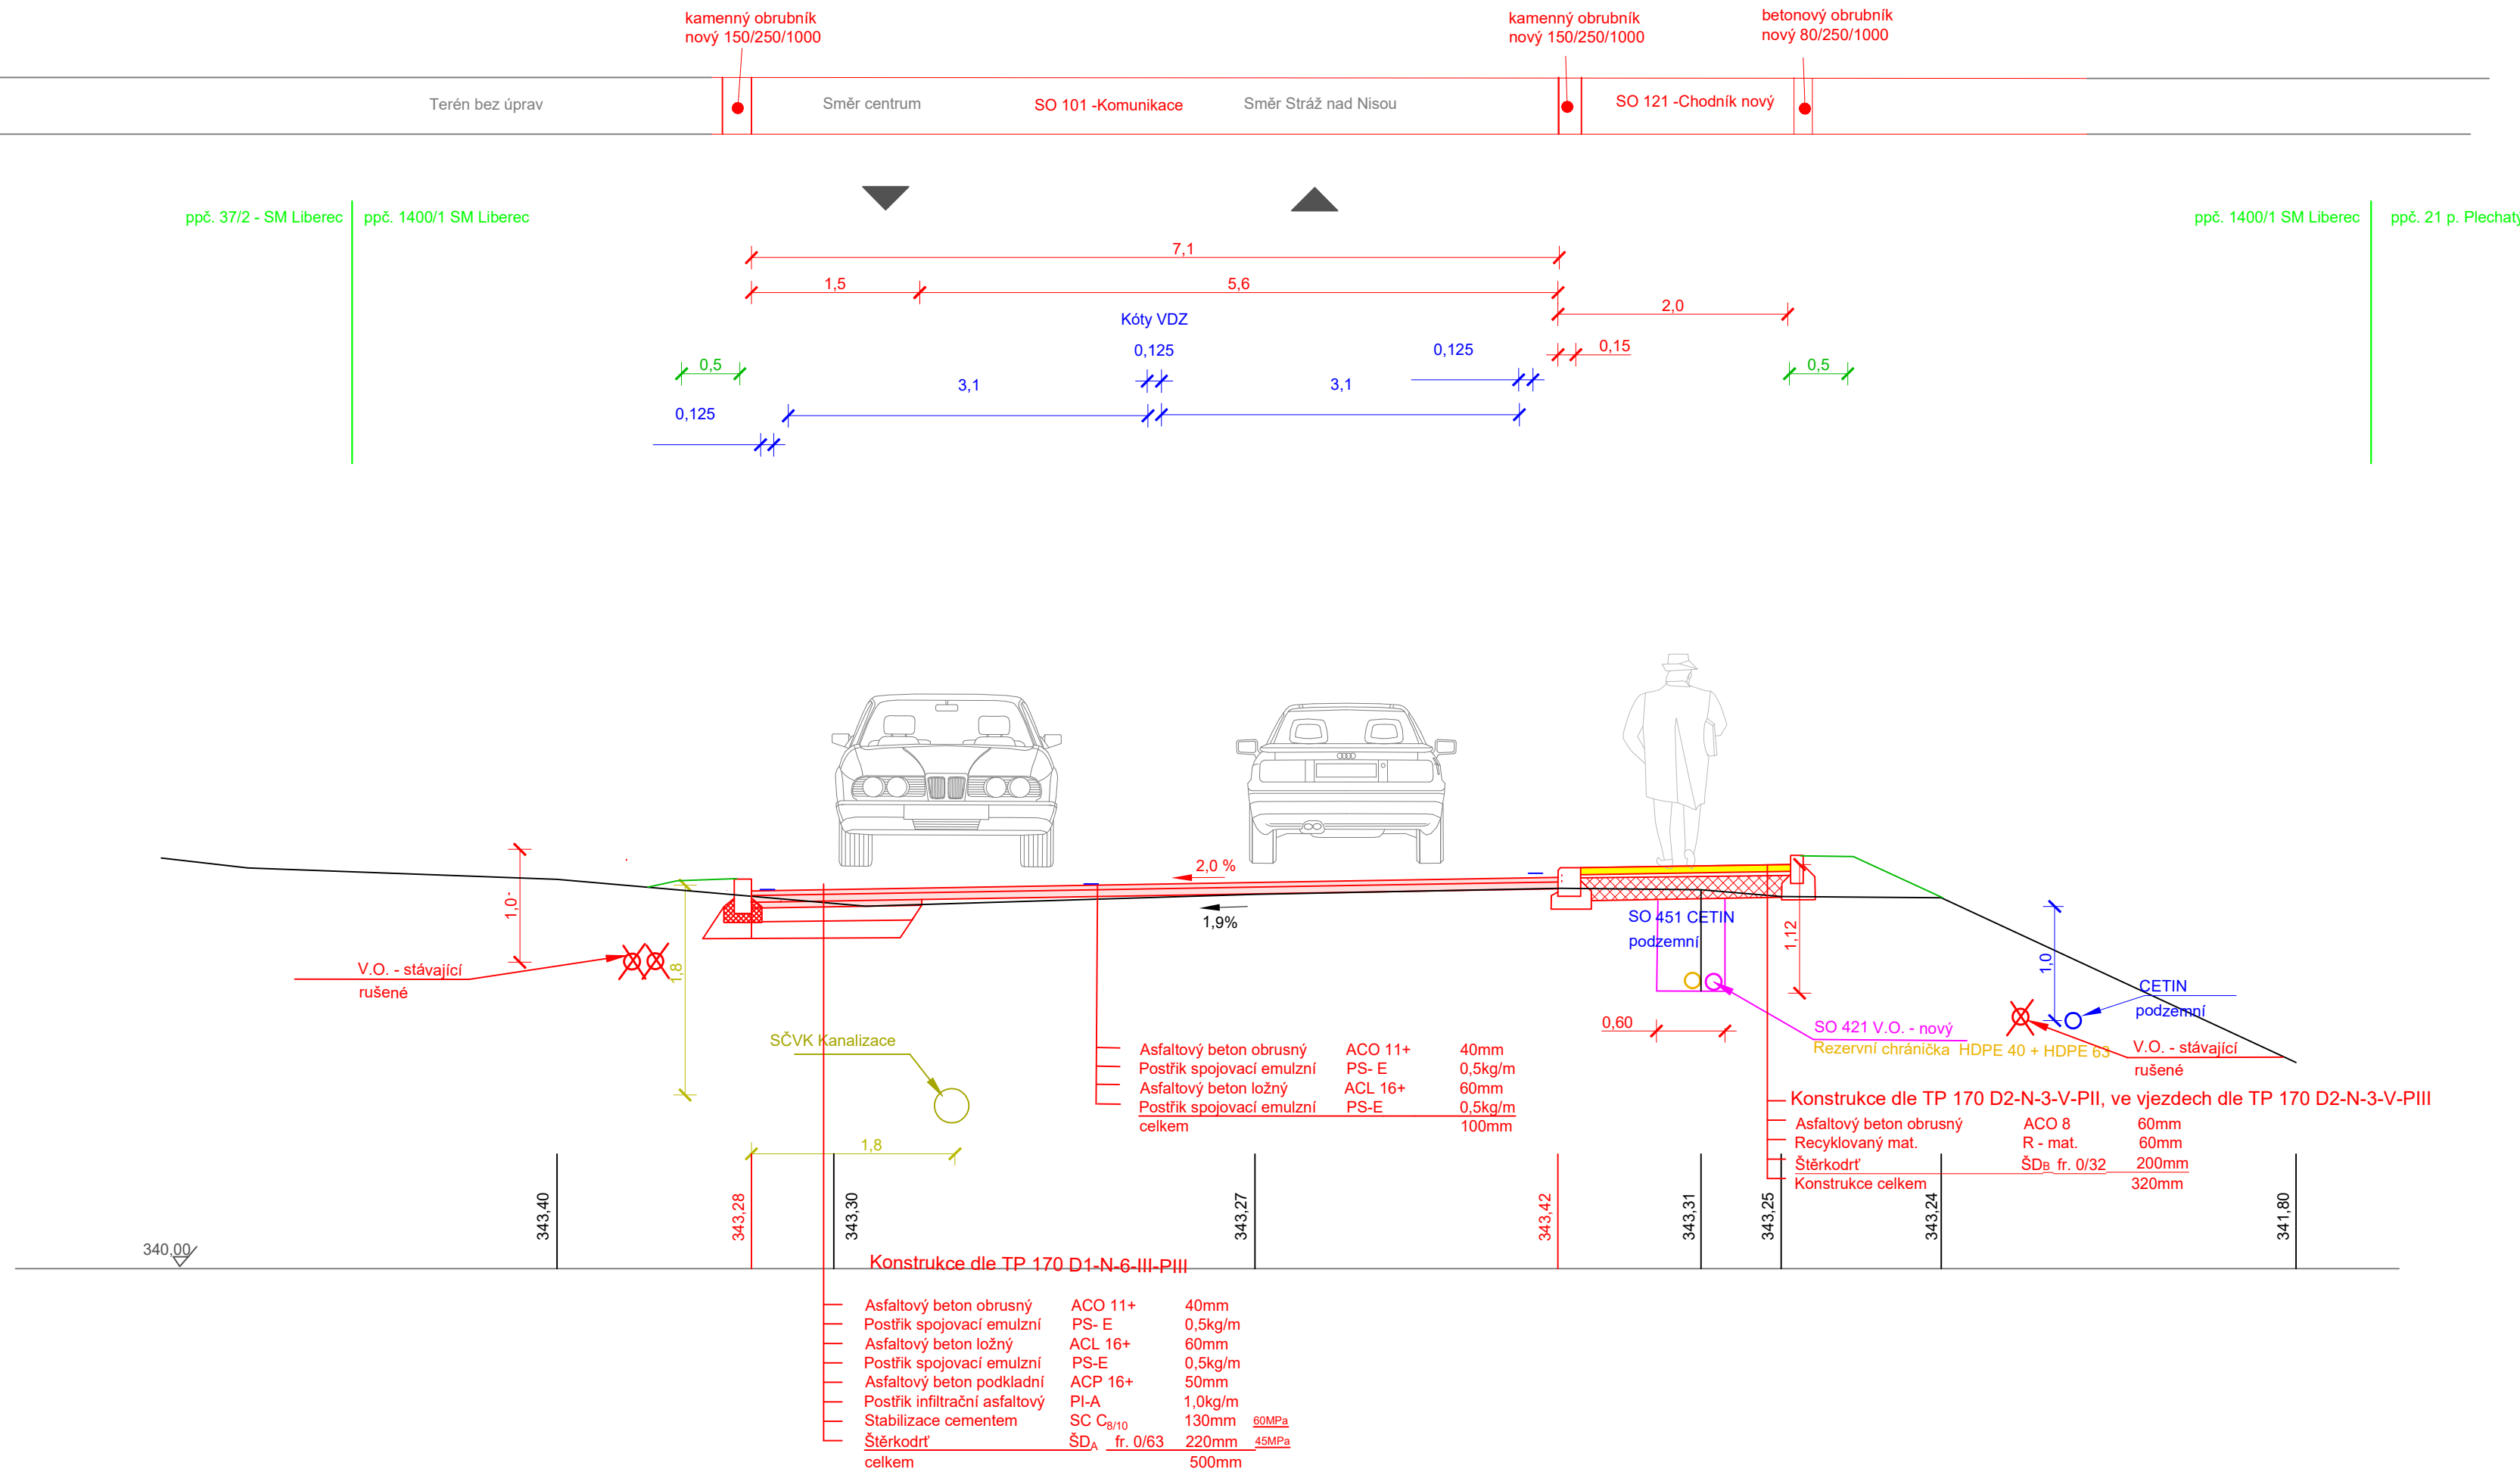 kamenný obrubník
nový 150/250/1000
kamenný obrubník
nový 150/250/1000
betonový obrubník
nový 80/250/1000
Terén bez úprav
Směr centrum
SO 101 -Komunikace
Směr Stráž nad Nisou
SO 121 -Chodník nový
ppč. 37/2 - SM Liberec
ppč. 1400/1 SM Liberec
ppč. 1400/1 SM Liberec
ppč. 21 p. Plechatý
7,1
1,5
5,6
2,0
Kóty VDZ
0,125
0,125
0,15
0,5
3,1
3,1
0,5
0,125
2,0 %
1,9%
1,0
1,8
V.O. - stávající
rušené
SO 451 CETIN
podzemní
1,12
1,0
CETIN
podzemní
0,60
SO 421 V.O. - nový
Rezervní chránička HDPE 40 + HDPE 63
V.O. - stávající
rušené
SČVK Kanalizace
1,8
Asfaltový beton obrusný ACO 11+ 40mm
Postřik spojovací emulzní PS- E 0,5kg/m
Asfaltový beton ložný ACL 16+ 60mm
Postřik spojovací emulzní PS-E 0,5kg/m
celkem 100mm
Konstrukce dle TP 170 D2-N-3-V-PII, ve vjezdech dle TP 170 D2-N-3-V-PIII
Asfaltový beton obrusný ACO 8 60mm
Recyklovaný mat. R - mat. 60mm
Štěrkodrť ŠDB fr. 0/32 200mm
Konstrukce celkem 320mm
343,40
343,28
343,30
343,27
343,42
343,31
343,25
343,24
341,80
340,00
Konstrukce dle TP 170 D1-N-6-III-PIII
Asfaltový beton obrusný ACO 11+ 40mm
Postřik spojovací emulzní PS- E 0,5kg/m
Asfaltový beton ložný ACL 16+ 60mm
Postřik spojovací emulzní PS-E 0,5kg/m
Asfaltový beton podkladní ACP 16+ 50mm
Postřik infiltrační asfaltový PI-A 1,0kg/m
Stabilizace cementem SC C8/10 130mm 60MPa
Štěrkodrť ŠDA fr. 0/63 220mm 45MPa
celkem 500mm